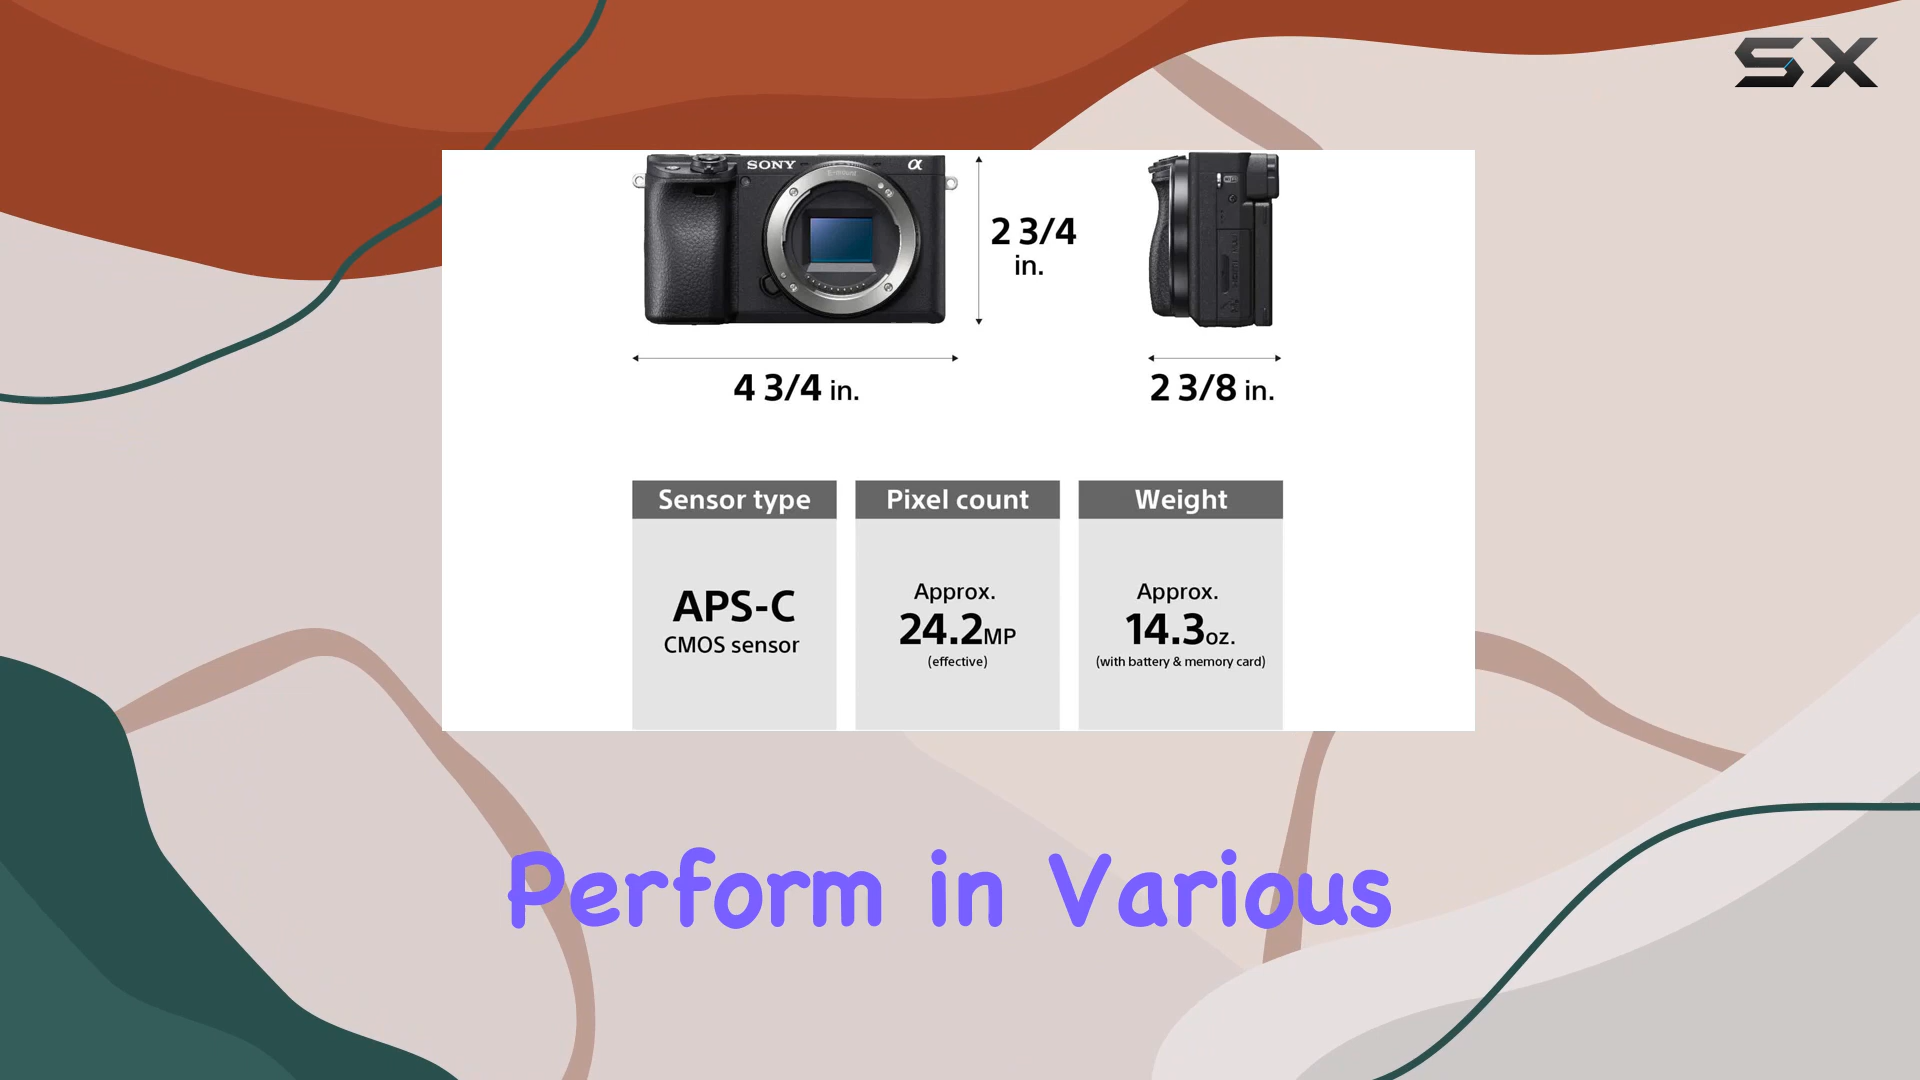 SX
SONY
α
2 3/4
in.
4 3/4 in.
2 3/8 in.
Sensor type
Pixel count
Weight
APS-C
CMOS sensor
Approx.
24.2MP
(effective)
Approx.
14.3oz.
(with battery & memory card)
Perform in Various